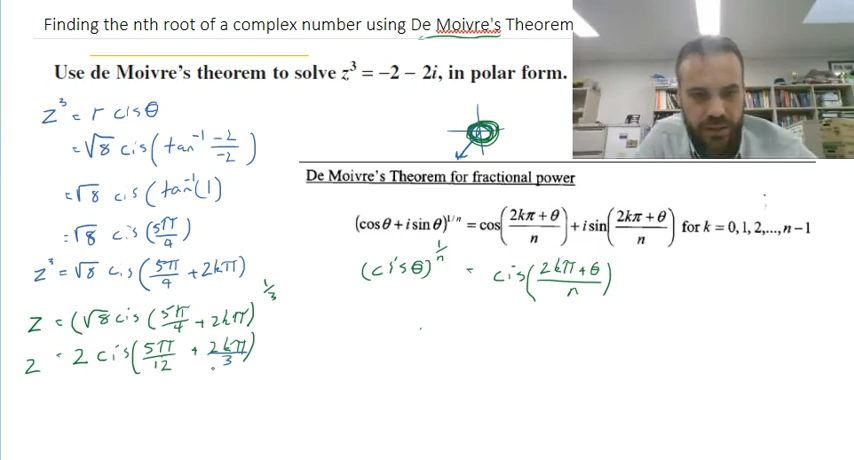 Finding the nth root of a complex number using De Moivre's Theorem
Use de Moivre's theorem to solve z³ = −2 − 2i, in polar form.
z³ = r cisθ
= √8 cis(tan⁻¹ -2/-2)
= √8 cis(tan⁻¹(1)
= √8 cis(5π/4)
z³ = √8 cis(5π/4 + 2kπ)
z = (√8 cis(5π/4 + 2kπ)^1/3
z = 2 cis(5π/12 + 2kπ/3)
De Moivre's Theorem for fractional power
(cosθ + i sinθ)^1/n = cos(2kπ + θ / n) + i sin(2kπ + θ / n) for k = 0, 1, 2,..., n − 1
(cisθ)^1/n = cis(2kπ + θ / n)